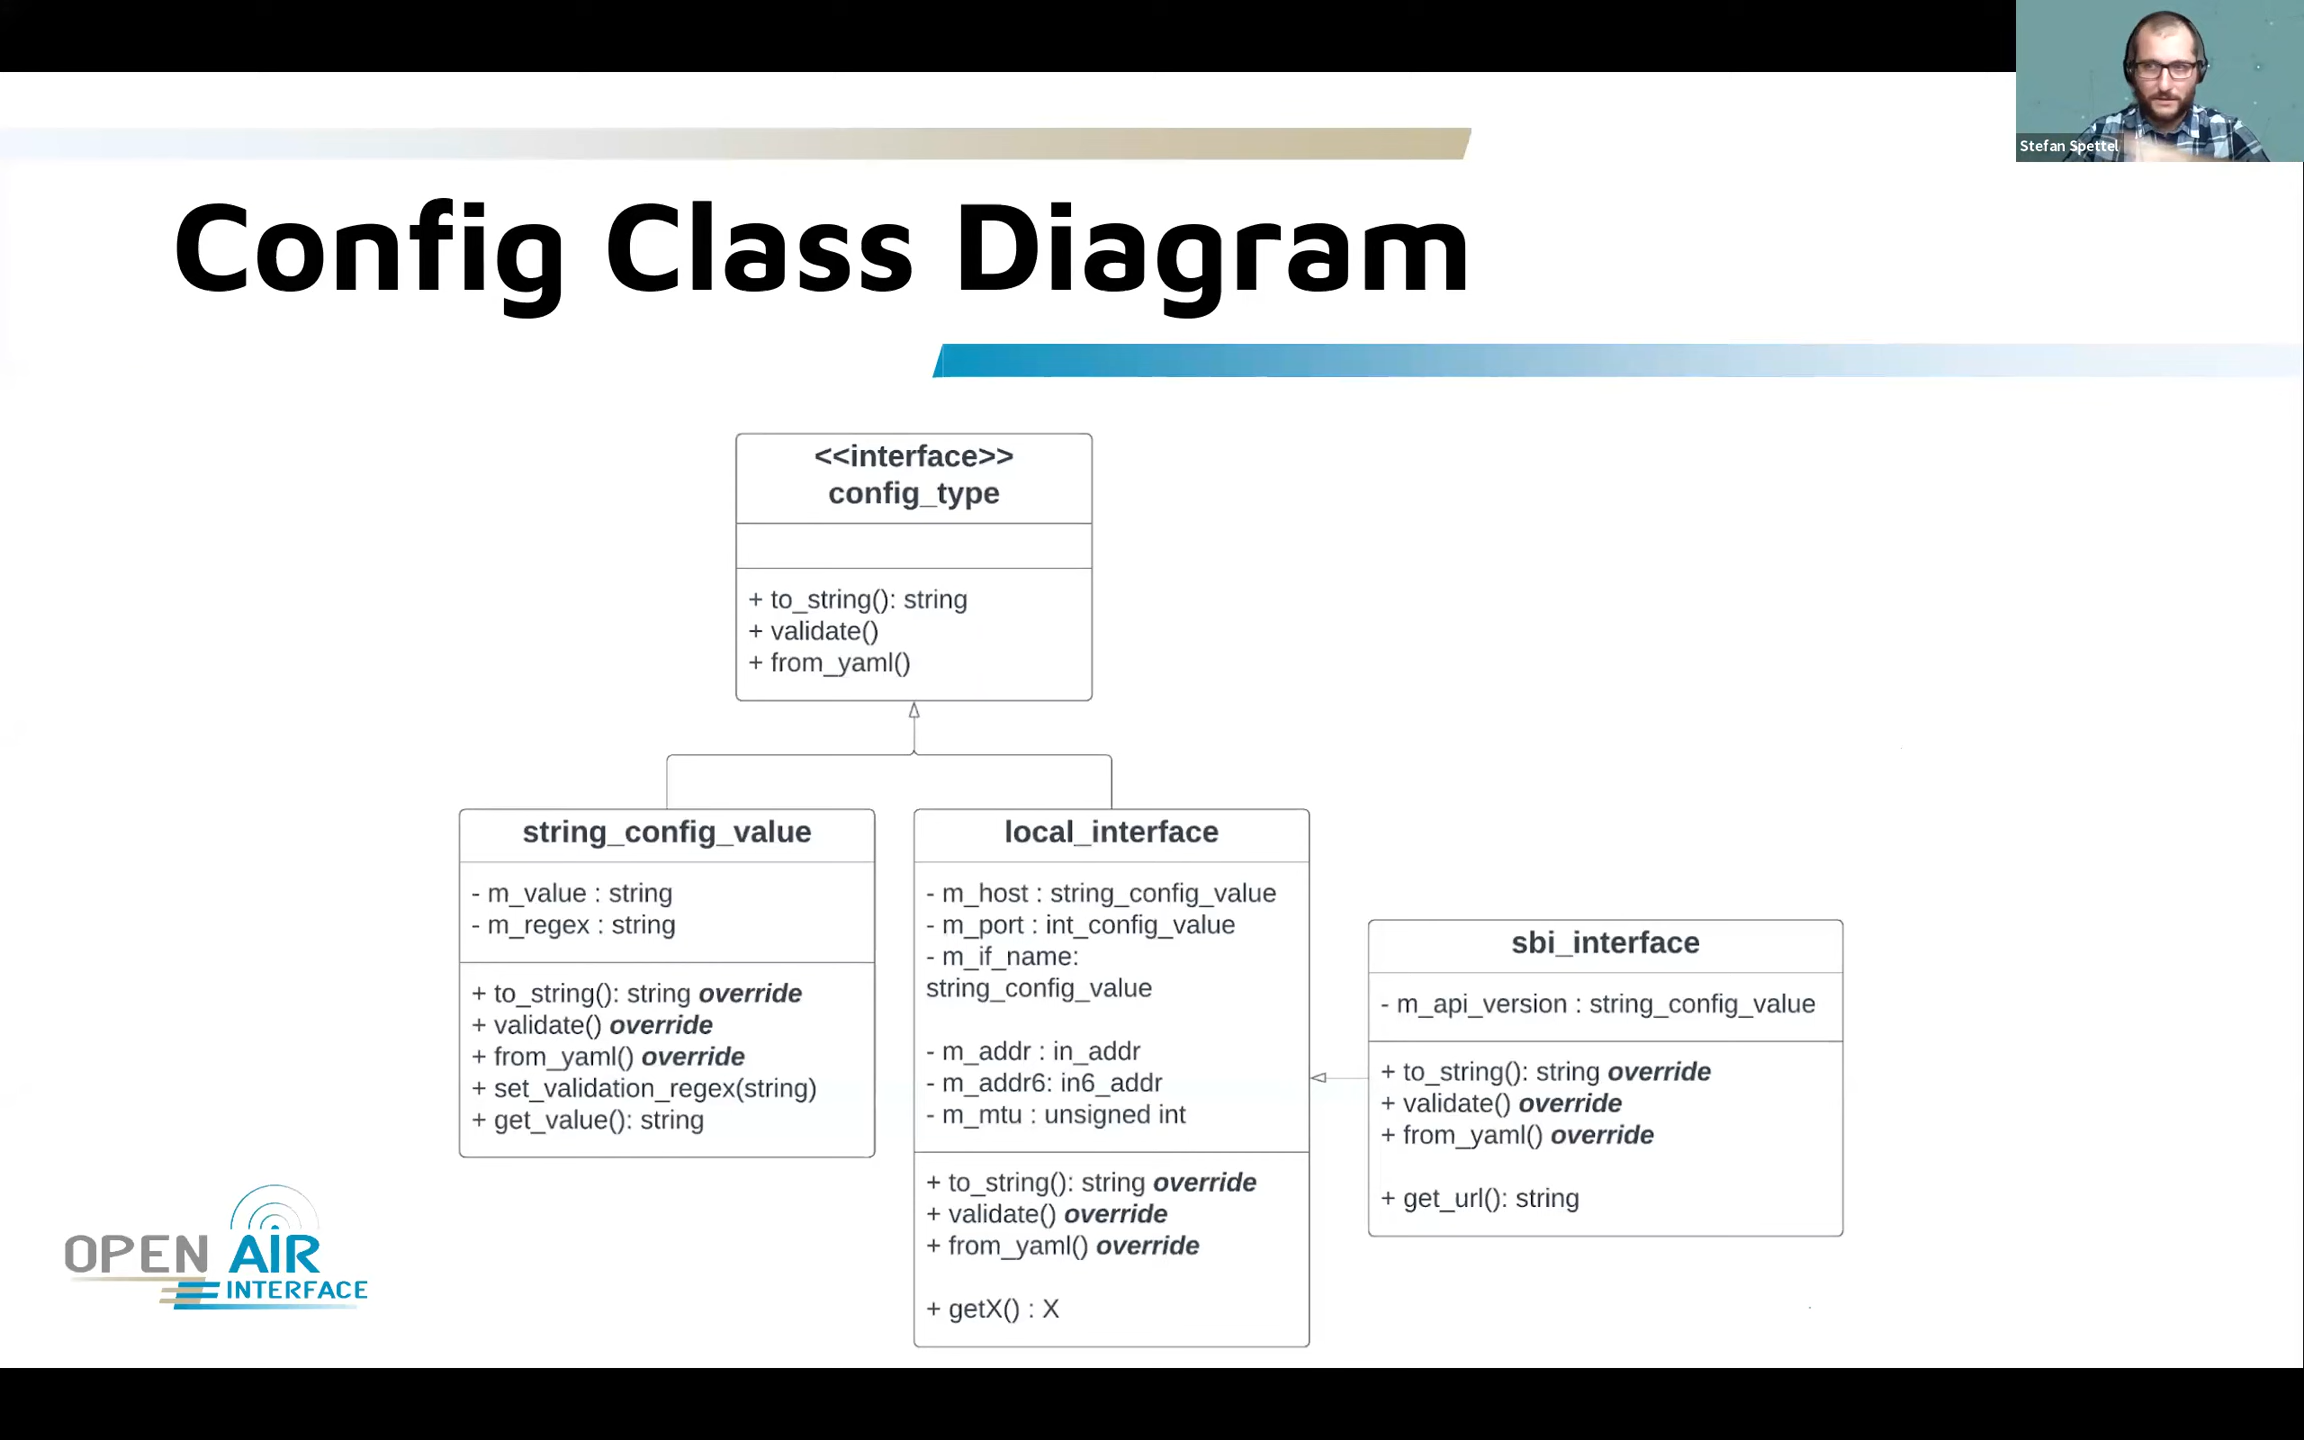 Stefan Spettel
Config Class Diagram
<<interface>>
config_type
+ to_string(): string
+ validate()
+ from_yaml()
string_config_value
- m_value : string
- m_regex : string
+ to_string(): string override
+ validate() override
+ from_yaml() override
+ set_validation_regex(string)
+ get_value(): string
local_interface
- m_host : string_config_value
- m_port : int_config_value
- m_if_name:
string_config_value
- m_addr : in_addr
- m_addr6: in6_addr
- m_mtu : unsigned int
+ to_string(): string override
+ validate() override
+ from_yaml() override
+ getX() : X
sbi_interface
- m_api_version : string_config_value
+ to_string(): string override
+ validate() override
+ from_yaml() override
+ get_url(): string
OPEN AIR
INTERFACE